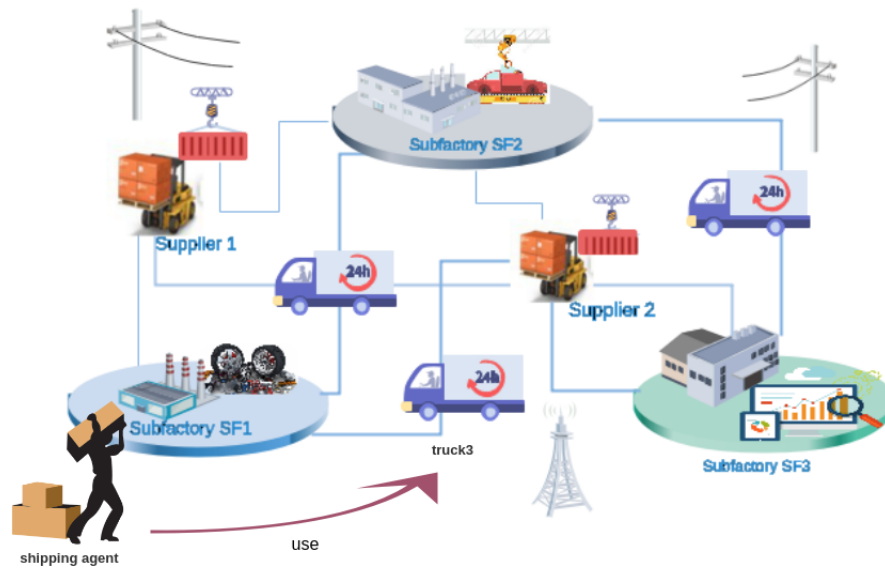 Subfactory SF2
24h
Supplier 1
24h
Supplier 2
24h
Subfactory SF1
truck3
Subfactory SF3
use
shipping agent